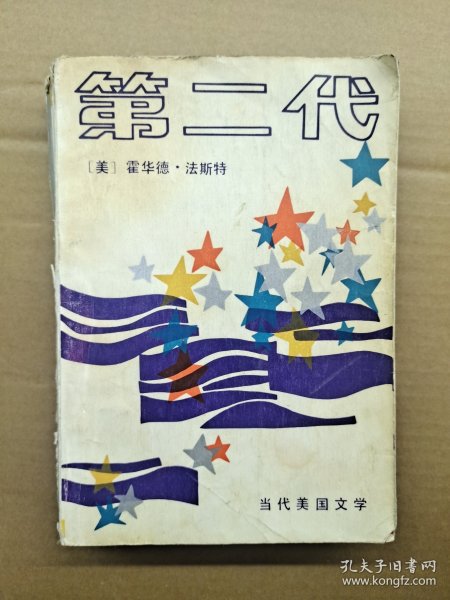 第二代
[美] 霍华德·法斯特
当代美国文学
孔夫子旧书网
www.kongfz.com